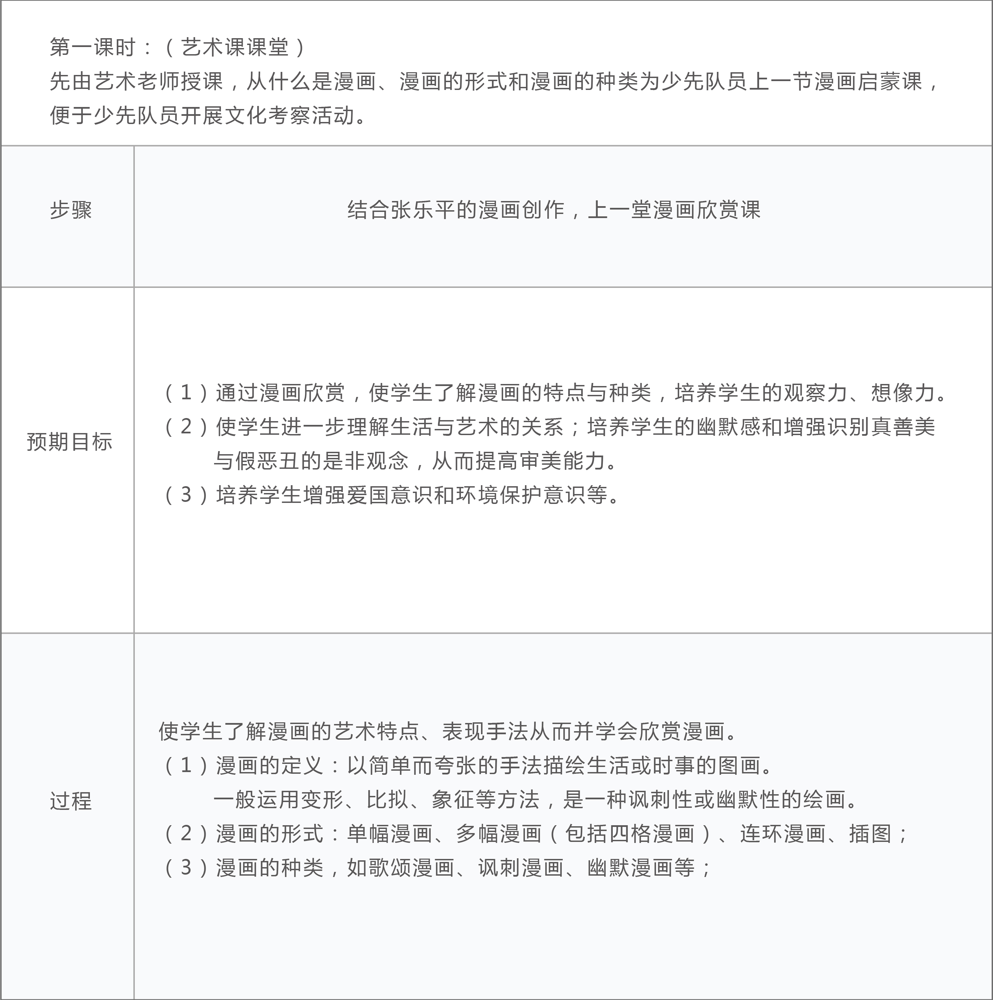 第一课时：（艺术课课堂）
先由艺术老师授课，从什么是漫画、漫画的形式和漫画的种类为少先队员上一节漫画启蒙课，
便于少先队员开展文化考察活动。
步骤
结合张乐平的漫画创作，上一堂漫画欣赏课
预期目标
（1）通过漫画欣赏，使学生了解漫画的特点与种类，培养学生的观察力、想像力。
（2）使学生进一步理解生活与艺术的关系；培养学生的幽默感和增强识别真善美
与假恶丑的是非观念，从而提高审美能力。
（3）培养学生增强爱国意识和环境保护意识等。
过程
使学生了解漫画的艺术特点、表现手法从而并学会欣赏漫画。
（1）漫画的定义：以简单而夸张的手法描绘生活或时事的图画。
一般运用变形、比拟、象征等方法，是一种讽刺性或幽默性的绘画。
（2）漫画的形式：单幅漫画、多幅漫画（包括四格漫画）、连环漫画、插图；
（3）漫画的种类，如歌颂漫画、讽刺漫画、幽默漫画等；